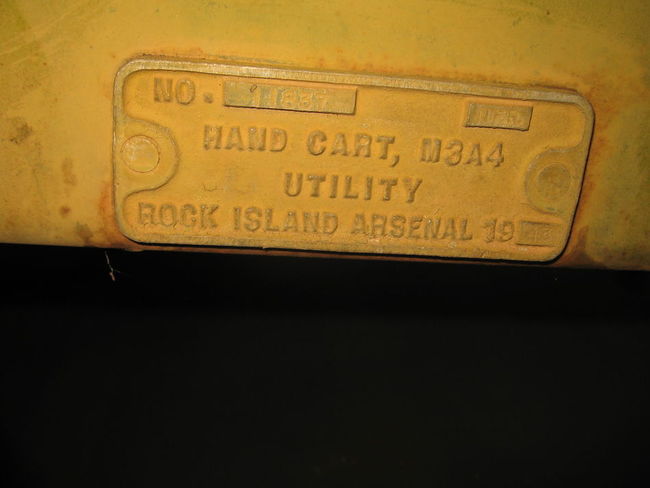 NO.
HAND CART, M3A4
UTILITY
ROCK ISLAND ARSENAL 19